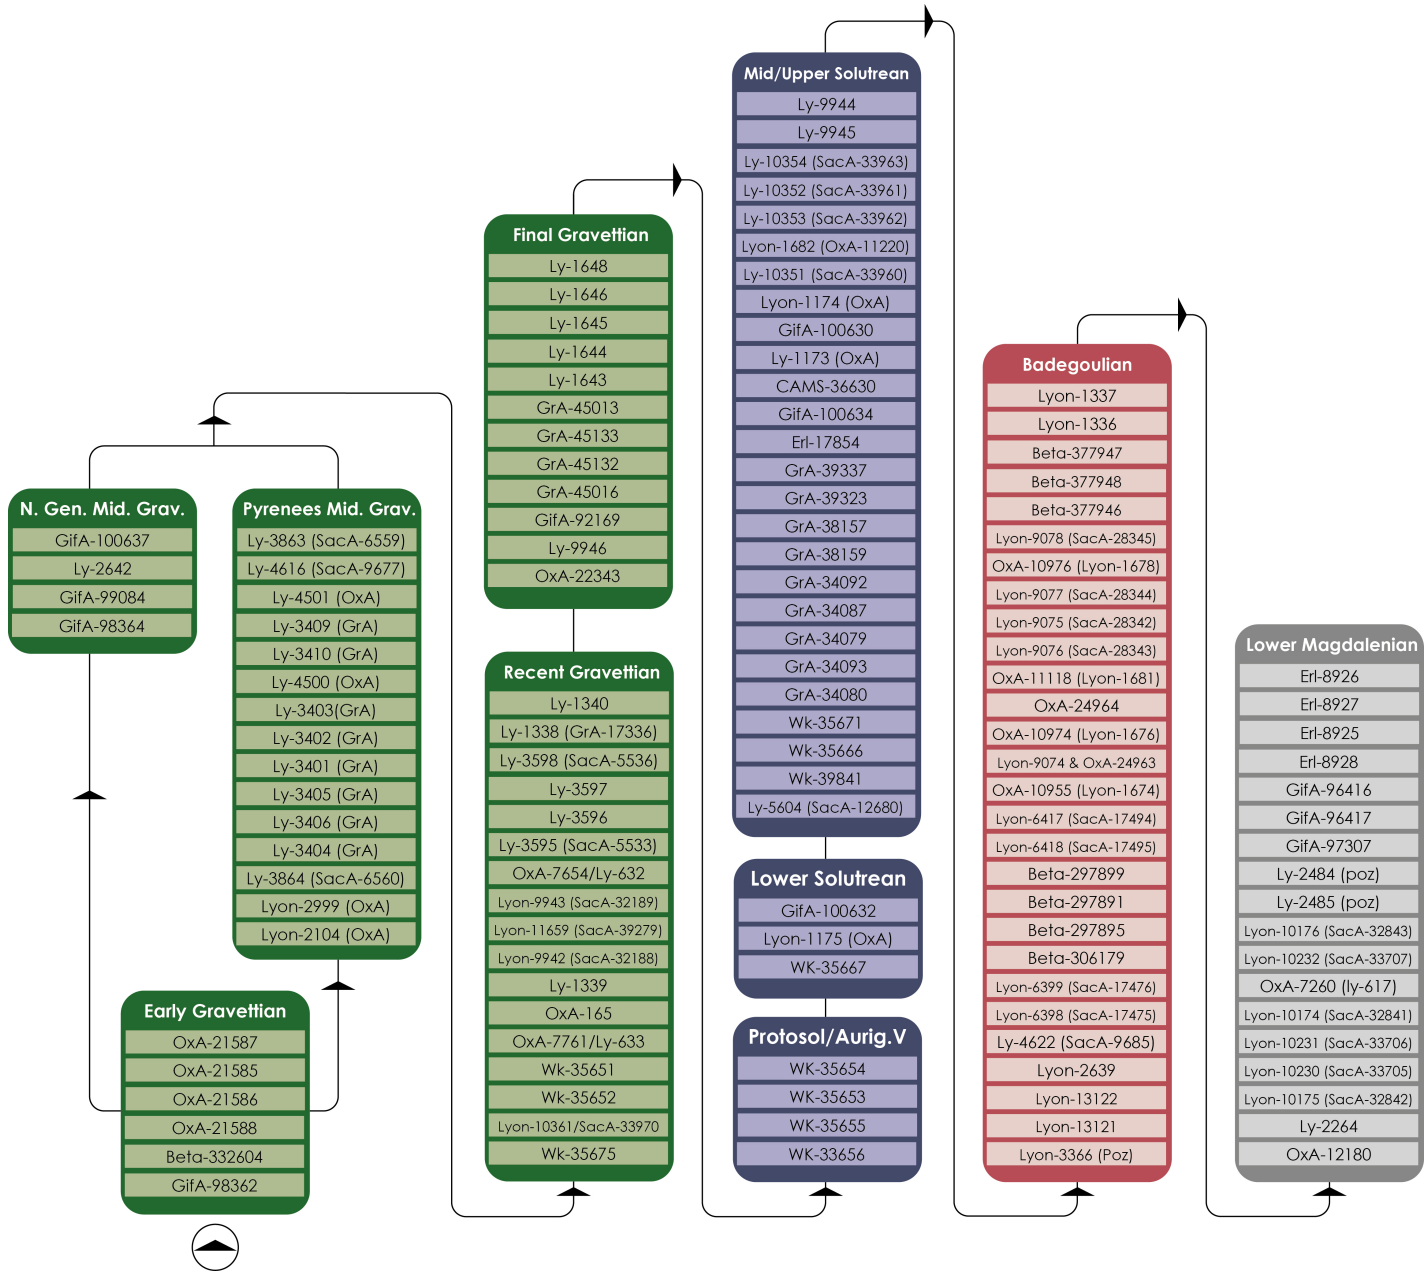 N. Gen. Mid. Grav.
GifA-100637
Ly-2642
GifA-99084
GifA-98364
Pyrenees Mid. Grav.
Ly-3863 (SacA-6559)
Ly-4616 (SacA-9677)
Ly-4501 (OxA)
Ly-3409 (GrA)
Ly-3410 (GrA)
Ly-4500 (OxA)
Ly-3403(GrA)
Ly-3402 (GrA)
Ly-3401 (GrA)
Ly-3405 (GrA)
Ly-3406 (GrA)
Ly-3404 (GrA)
Ly-3864 (SacA-6560)
Lyon-2999 (OxA)
Lyon-2104 (OxA)
Early Gravettian
OxA-21587
OxA-21585
OxA-21586
OxA-21588
Beta-332604
GifA-98362
Final Gravettian
Ly-1648
Ly-1646
Ly-1645
Ly-1644
Ly-1643
GrA-45013
GrA-45133
GrA-45132
GrA-45016
GifA-92169
Ly-9946
OxA-22343
Recent Gravettian
Ly-1340
Ly-1338 (GrA-17336)
Ly-3598 (SacA-5536)
Ly-3597
Ly-3596
Ly-3595 (SacA-5533)
OxA-7654/Ly-632
Lyon-9943 (SacA-32189)
Lyon-11659 (SacA-39279)
Lyon-9942 (SacA-32188)
Ly-1339
OxA-165
OxA-7761/Ly-633
Wk-35651
Wk-35652
Lyon-10361/SacA-33970
Wk-35675
Mid/Upper Solutrean
Ly-9944
Ly-9945
Ly-10354 (SacA-33963)
Ly-10352 (SacA-33961)
Ly-10353 (SacA-33962)
Lyon-1682 (OxA-11220)
Ly-10351 (SacA-33960)
Lyon-1174 (OxA)
GifA-100630
Ly-1173 (OxA)
CAMS-36630
GifA-100634
Erl-17854
GrA-39337
GrA-39323
GrA-38157
GrA-38159
GrA-34092
GrA-34087
GrA-34079
GrA-34093
GrA-34080
Wk-35671
Wk-35666
Wk-39841
Ly-5604 (SacA-12680)
Lower Solutrean
GifA-100632
Lyon-1175 (OxA)
WK-35667
Protosol/Aurig.V
WK-35654
WK-35653
WK-35655
WK-33656
Badegoulian
Lyon-1337
Lyon-1336
Beta-377947
Beta-377948
Beta-377946
Lyon-9078 (SacA-28345)
OxA-10976 (Lyon-1678)
Lyon-9077 (SacA-28344)
Lyon-9075 (SacA-28342)
Lyon-9076 (SacA-28343)
OxA-11118 (Lyon-1681)
OxA-24964
OxA-10974 (Lyon-1676)
Lyon-9074 & OxA-24963
OxA-10955 (Lyon-1674)
Lyon-6417 (SacA-17494)
Lyon-6418 (SacA-17495)
Beta-297899
Beta-297891
Beta-297895
Beta-306179
Lyon-6399 (SacA-17476)
Lyon-6398 (SacA-17475)
Ly-4622 (SacA-9685)
Lyon-2639
Lyon-13122
Lyon-13121
Lyon-3366 (Poz)
Lower Magdalenian
Erl-8926
Erl-8927
Erl-8925
Erl-8928
GifA-96416
GifA-96417
GifA-97307
Ly-2484 (poz)
Ly-2485 (poz)
Lyon-10176 (SacA-32843)
Lyon-10232 (SacA-33707)
OxA-7260 (ly-617)
Lyon-10174 (SacA-32841)
Lyon-10231 (SacA-33706)
Lyon-10230 (SacA-33705)
Lyon-10175 (SacA-32842)
Ly-2264
OxA-12180